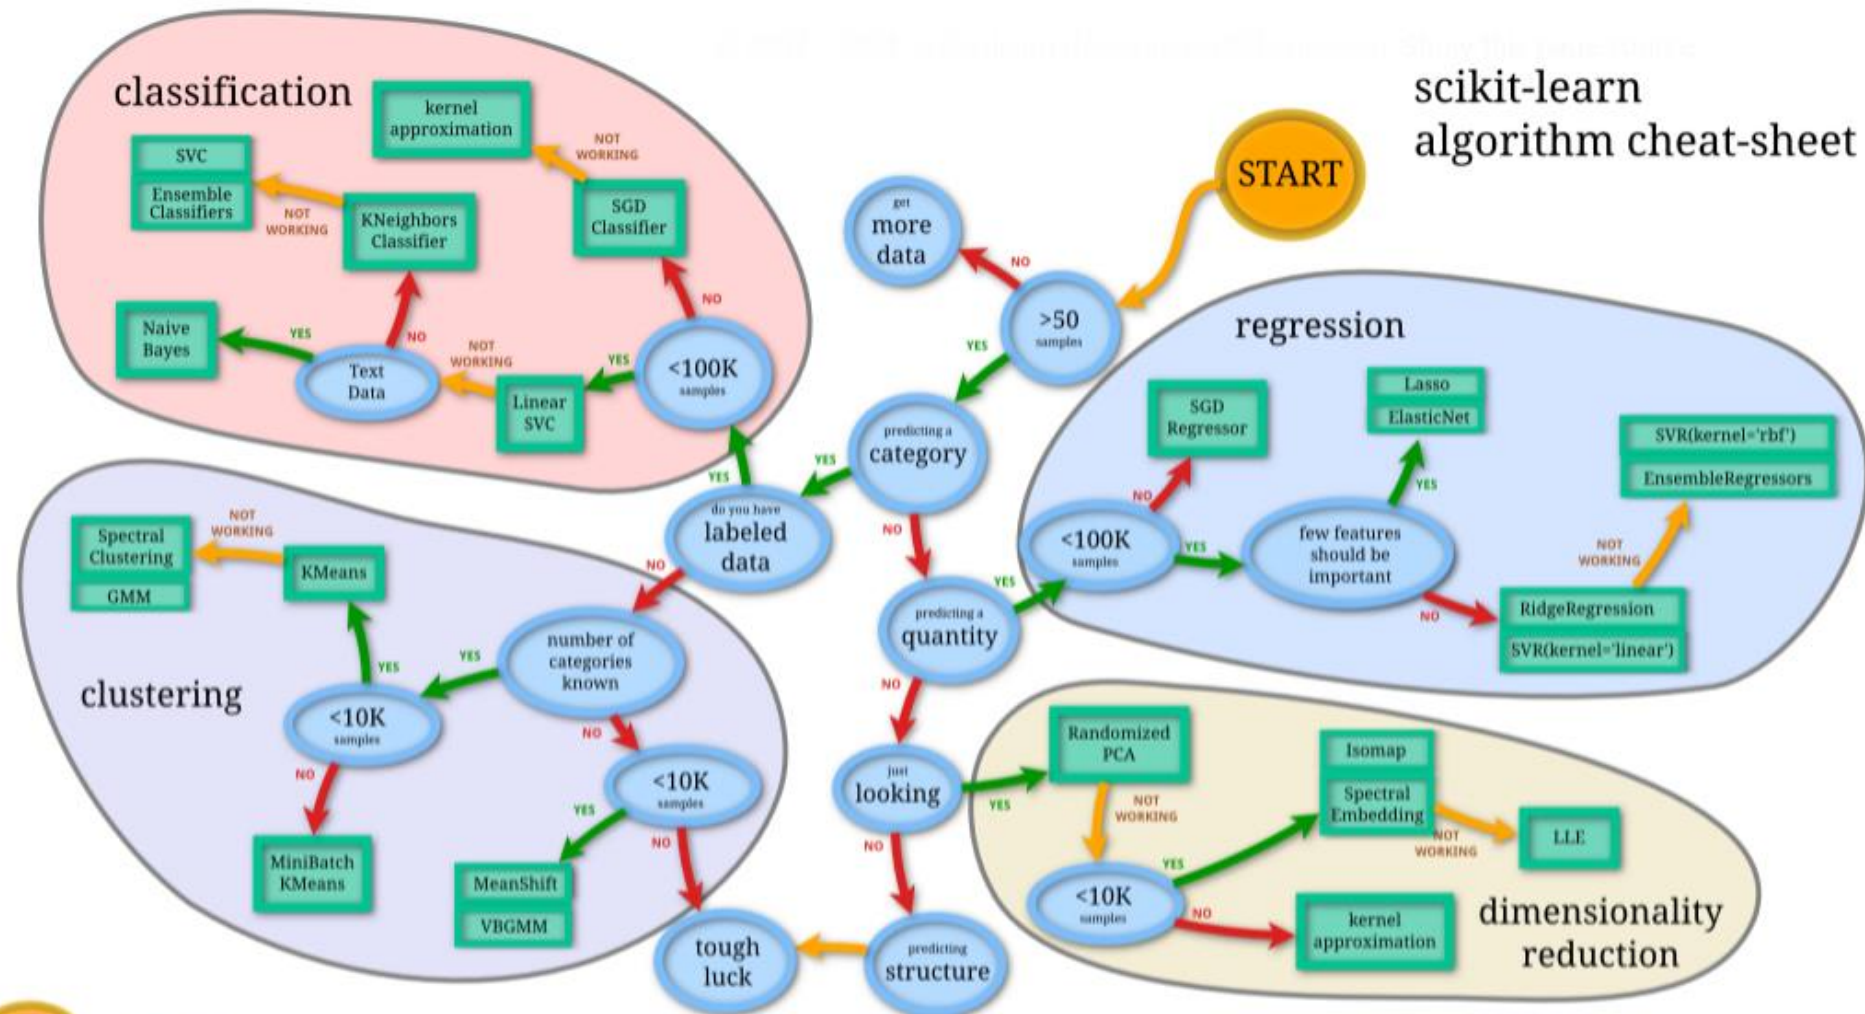 scikit-learn
algorithm cheat-sheet
START
classification
kernel
approximation
SVC
Ensemble
Classifiers
NOT
WORKING
KNeighbors
Classifier
NOT
WORKING
SGD
Classifier
Naive
Bayes
YES
Text
Data
NO
NOT
WORKING
Linear
SVC
YES
<100K
samples
NO
get
more
data
NO
>50
samples
YES
predicting a
category
YES
NO
do you have
labeled
data
YES
NO
predicting a
quantity
YES
NO
just
looking
YES
NO
predicting
structure
tough
luck
regression
SGD
Regressor
Lasso
ElasticNet
SVR(kernel='rbf')
EnsembleRegressors
NO
<100K
samples
YES
few features
should be
important
YES
NO
NOT
WORKING
RidgeRegression
SVR(kernel='linear')
clustering
Spectral
Clustering
GMM
NOT
WORKING
KMeans
number of
categories
known
YES
NO
<10K
samples
YES
NO
MiniBatch
KMeans
<10K
samples
YES
NO
MeanShift
VBGMM
dimensionality
reduction
Randomized
PCA
NOT
WORKING
<10K
samples
YES
NO
Isomap
Spectral
Embedding
NOT
WORKING
LLE
kernel
approximation